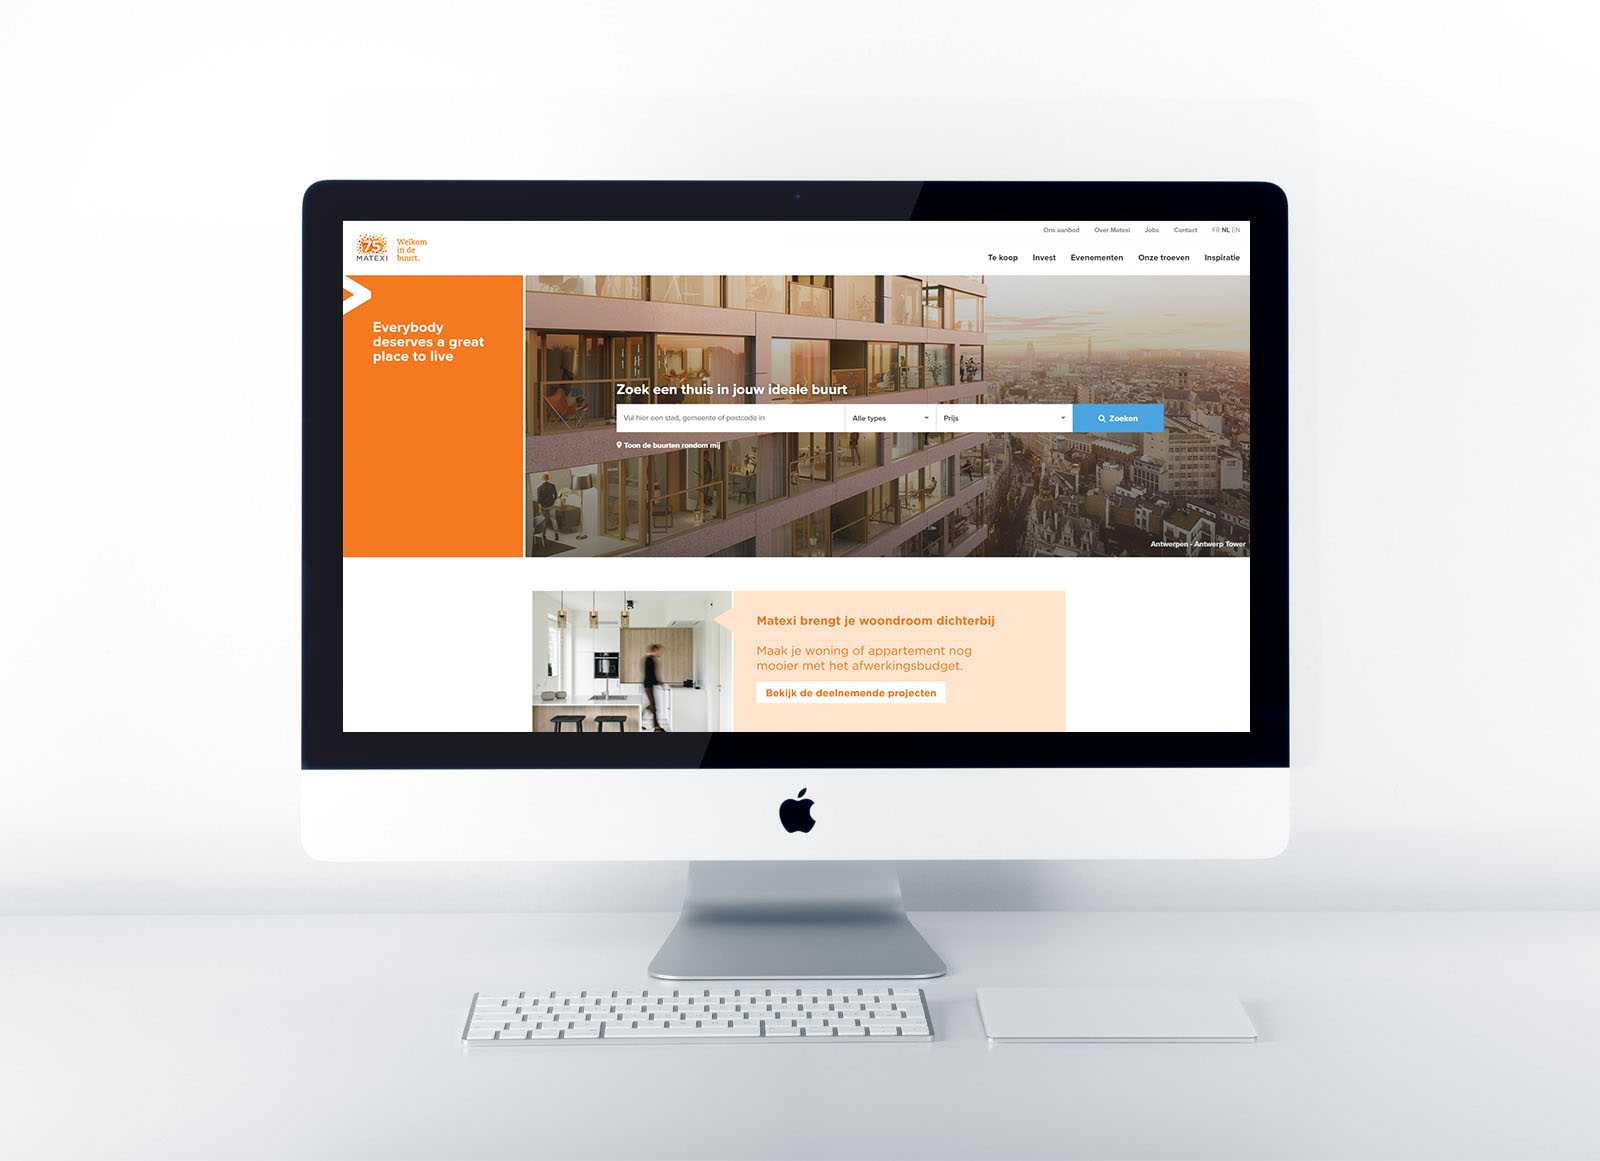 75
MATEXI
Welkom
in de
buurt.
Ons aanbod Over Matexi Jobs Contact FR NL EN
Te koop Invest Evenementen Onze troeven Inspiratie
Everybody
deserves a great
place to live
Zoek een thuis in jouw ideale buurt
Vul hier een stad, gemeente of postcode in Alle types Prijs Zoeken
Toon de buurten rondom mij
Antwerpen - Antwerp Tower
Matexi brengt je woondroom dichterbij
Maak je woning of appartement nog
mooier met het afwerkingsbudget.
Bekijk de deelnemende projecten